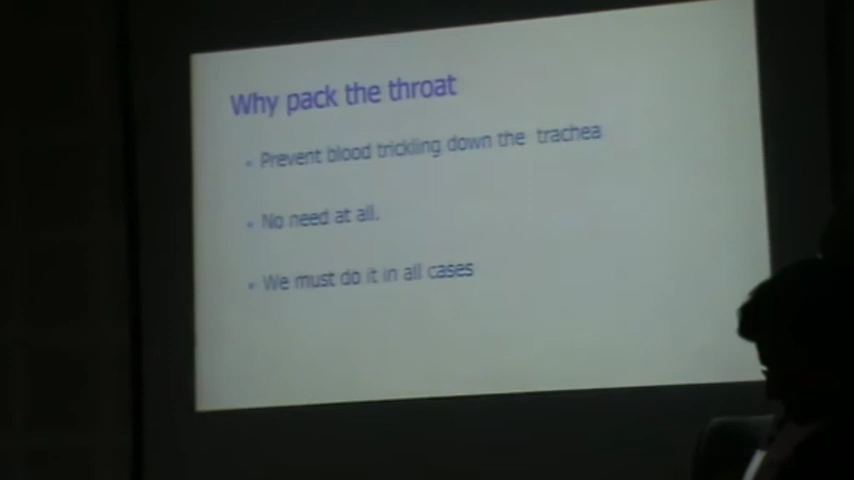 Why pack the throat
• Prevent blood trickling down the trachea
• No need at all.
• We must do it in all cases